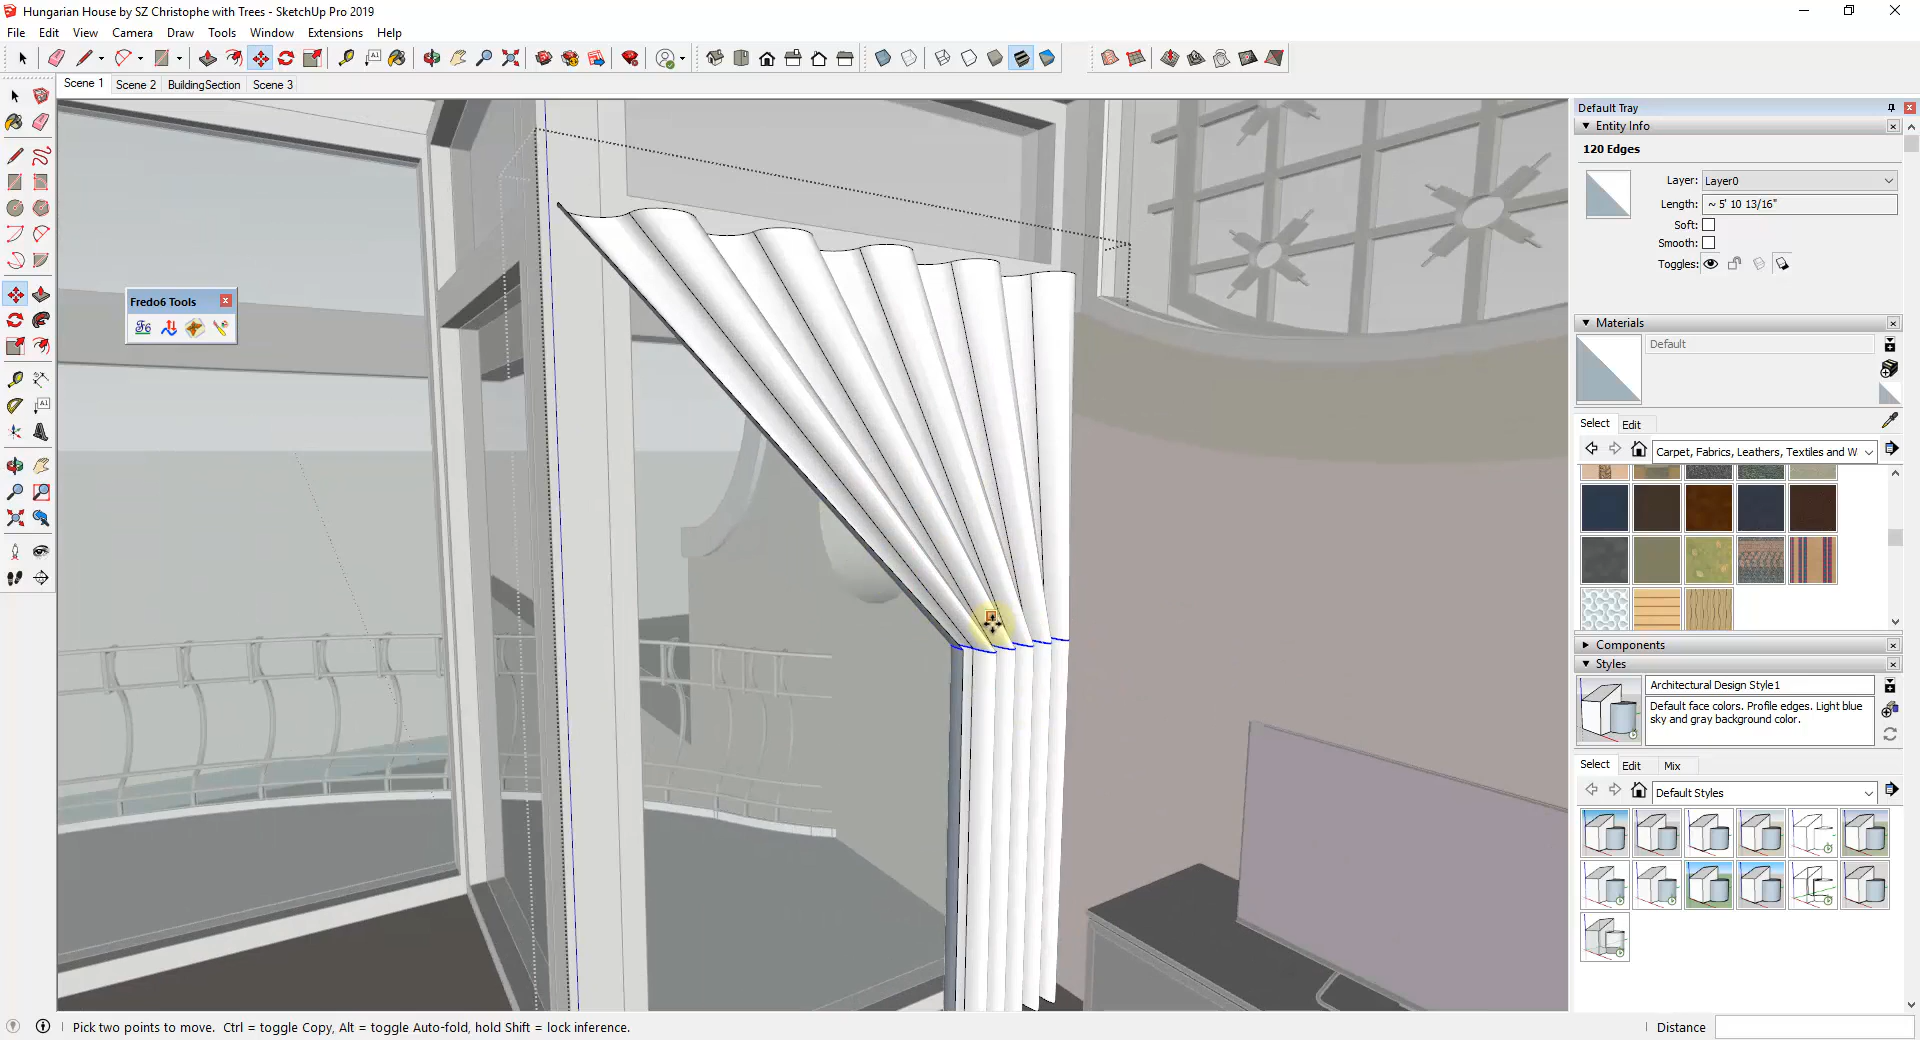 Hungarian House by SZ Christophe with Trees - SketchUp Pro 2019
File Edit View Camera Draw Tools Window Extensions Help
Scene 1 Scene 2 BuildingSection Scene 3
Default Tray
Entity Info
120 Edges
Layer: Layer0
Length: ~ 5' 10 13/16"
Soft:
Smooth:
Toggles:
Fredo6 Tools
Materials
Default
Select Edit
Carpet, Fabrics, Leathers, Textiles and W
Components
Styles
Architectural Design Style1
Default face colors. Profile edges. Light blue
sky and gray background color.
Select Edit Mix
Default Styles
Pick two points to move. Ctrl = toggle Copy, Alt = toggle Auto-fold, hold Shift = lock inference.
Distance